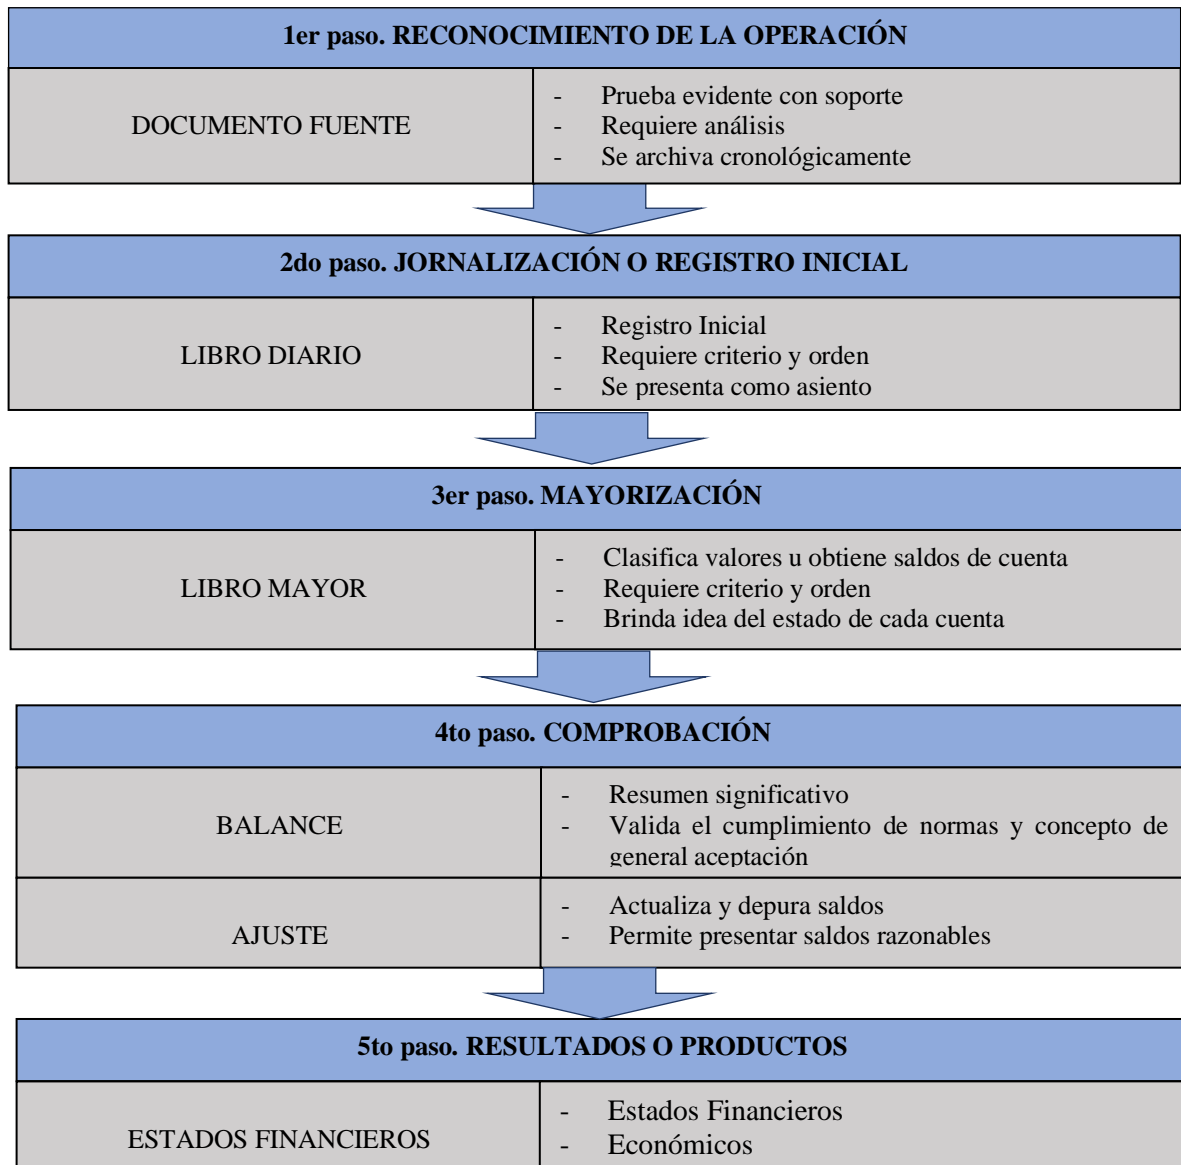 1er paso. RECONOCIMIENTO DE LA OPERACIÓN
DOCUMENTO FUENTE
- Prueba evidente con soporte
- Requiere análisis
- Se archiva cronológicamente
2do paso. JORNALIZACIÓN O REGISTRO INICIAL
LIBRO DIARIO
- Registro Inicial
- Requiere criterio y orden
- Se presenta como asiento
3er paso. MAYORIZACIÓN
LIBRO MAYOR
- Clasifica valores u obtiene saldos de cuenta
- Requiere criterio y orden
- Brinda idea del estado de cada cuenta
4to paso. COMPROBACIÓN
BALANCE
- Resumen significativo
- Valida el cumplimiento de normas y concepto de
general aceptación
AJUSTE
- Actualiza y depura saldos
- Permite presentar saldos razonables
5to paso. RESULTADOS O PRODUCTOS
ESTADOS FINANCIEROS
- Estados Financieros
- Económicos